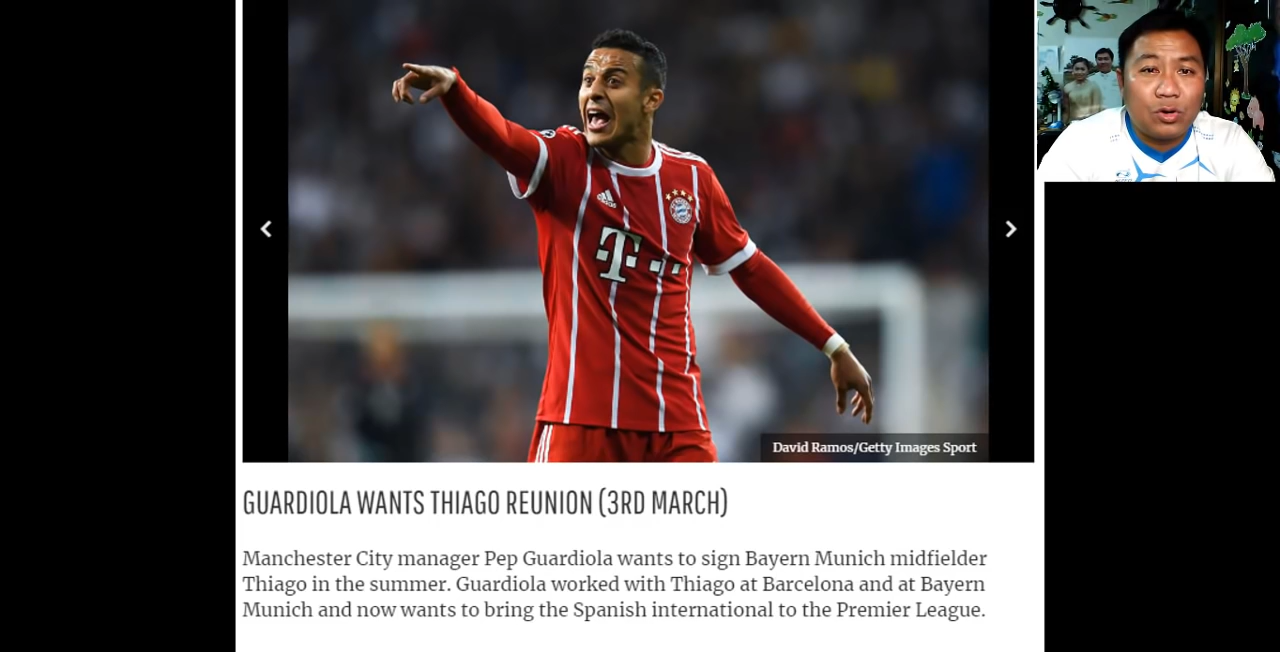 adidas
T
David Ramos/Getty Images Sport
GUARDIOLA WANTS THIAGO REUNION (3RD MARCH)
Manchester City manager Pep Guardiola wants to sign Bayern Munich midfielder
Thiago in the summer. Guardiola worked with Thiago at Barcelona and at Bayern
Munich and now wants to bring the Spanish international to the Premier League.